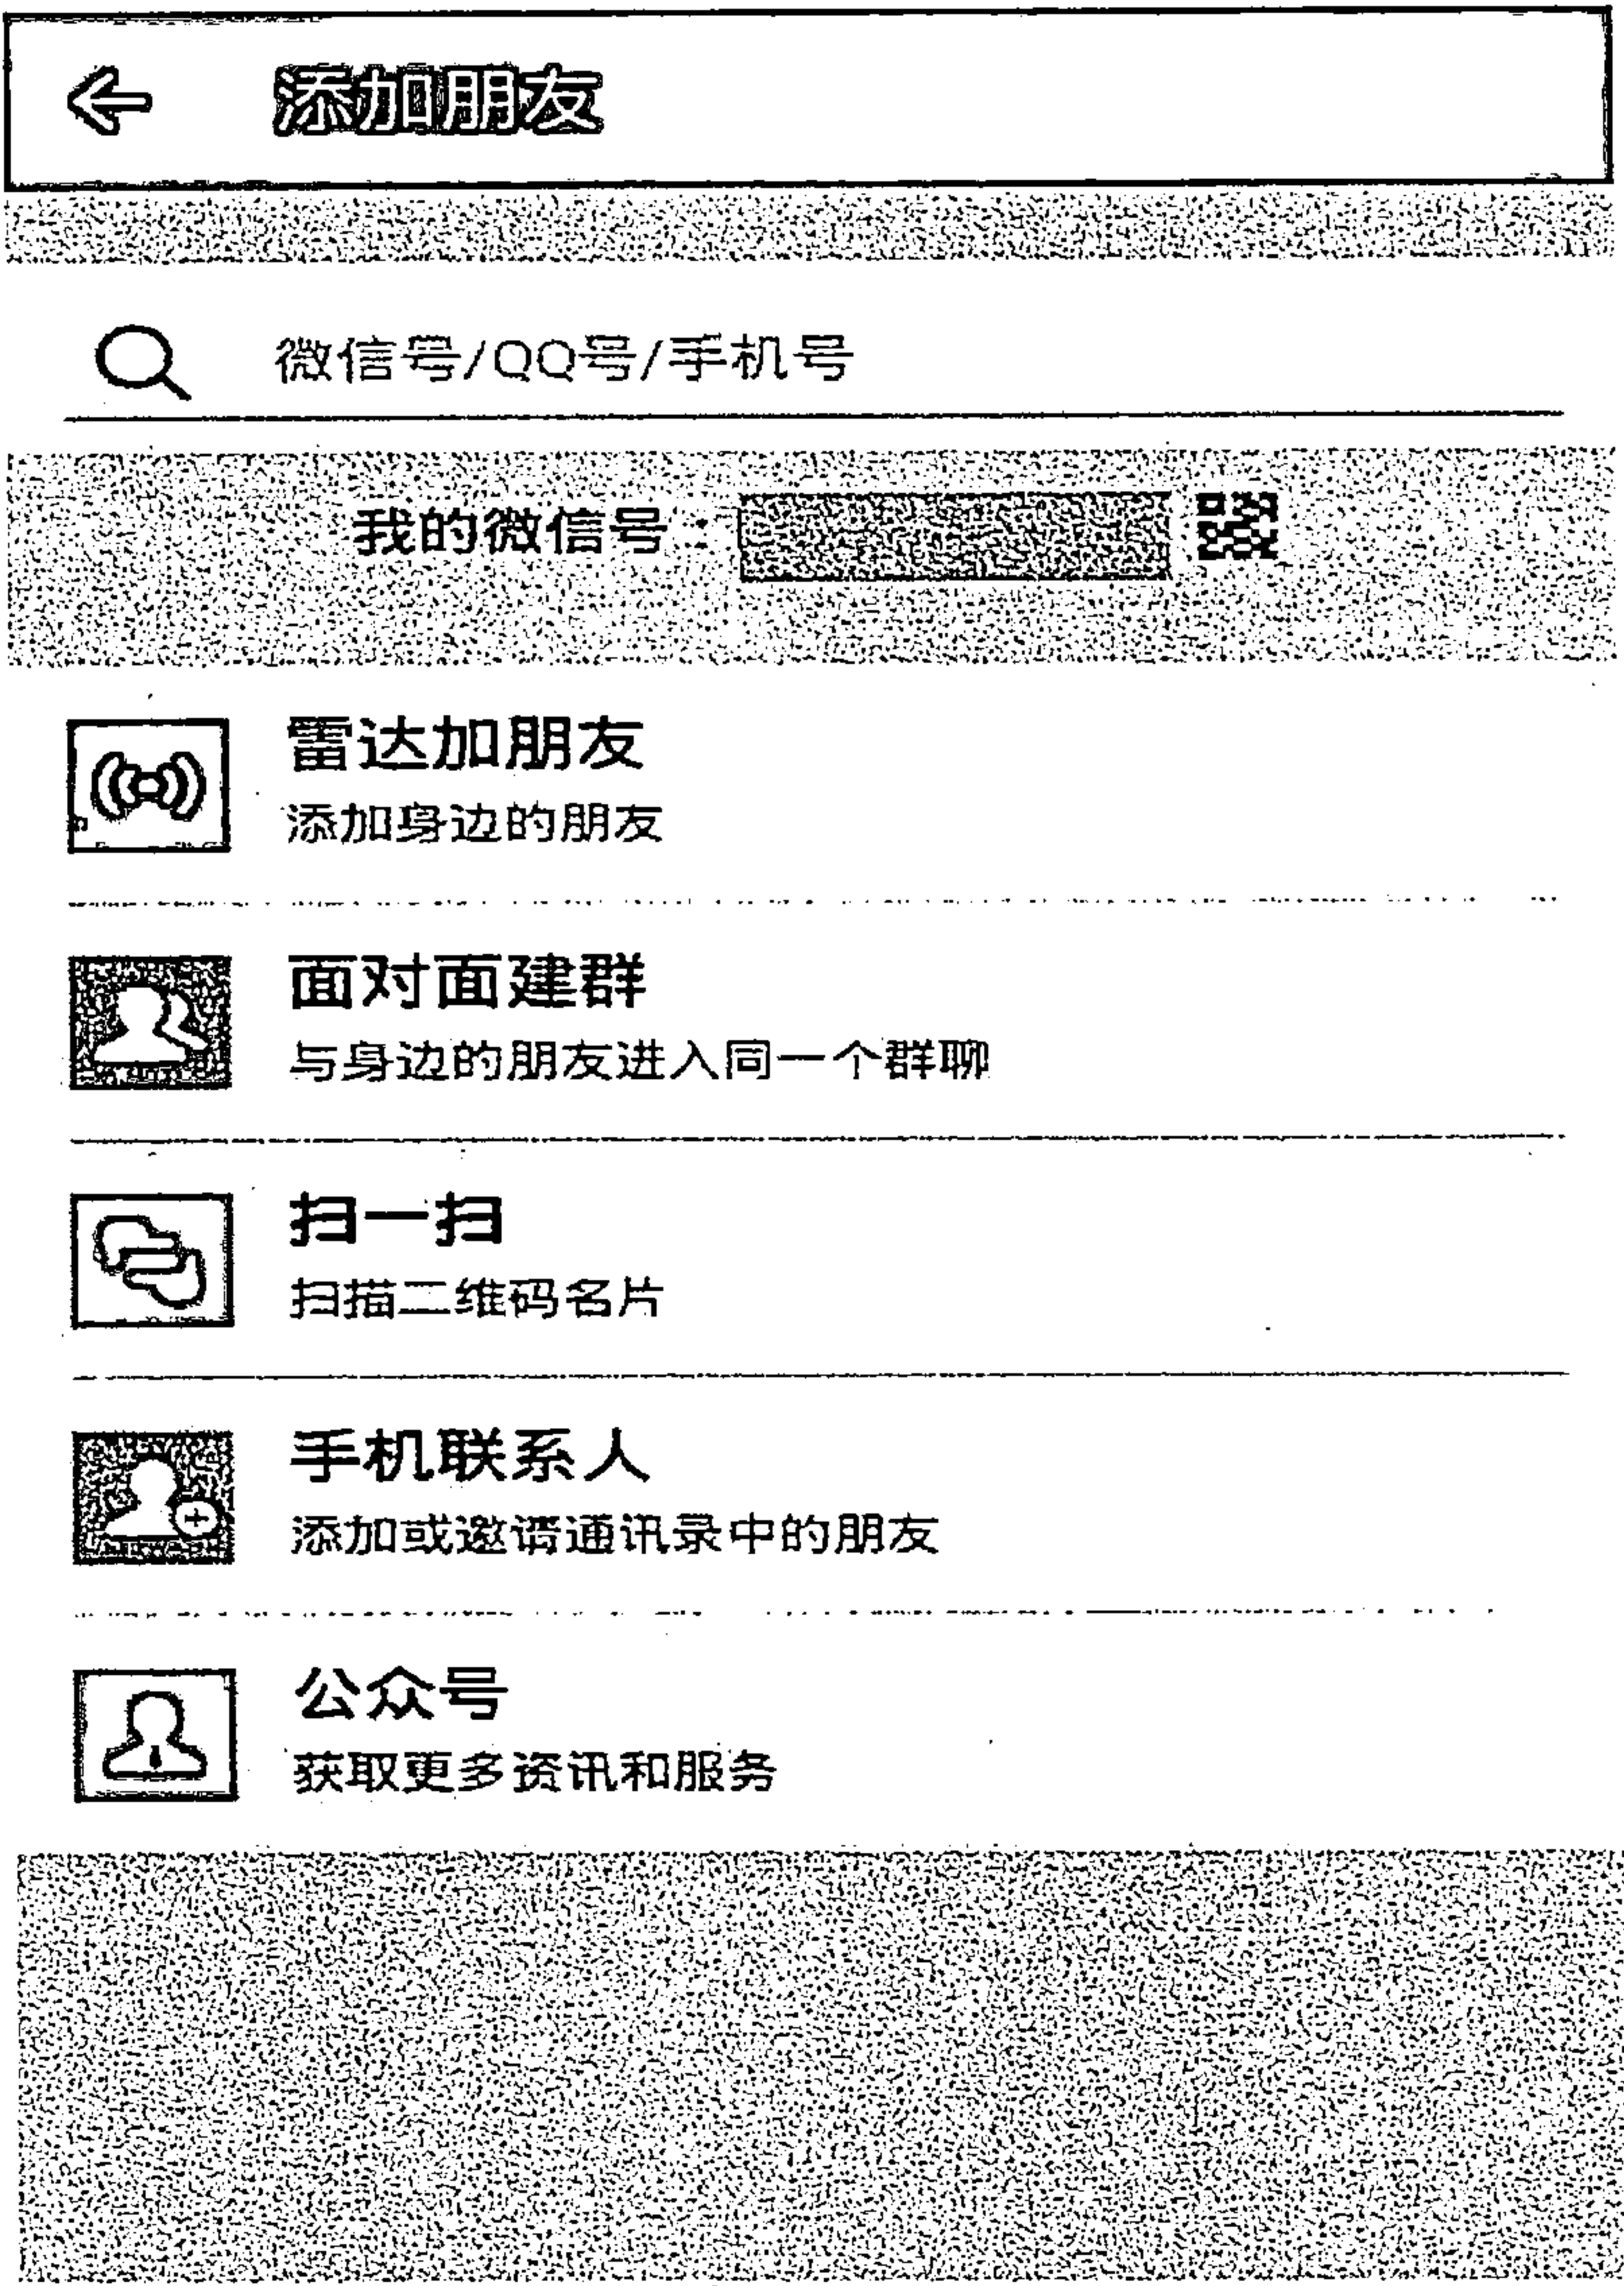 添加朋友
微信号/QQ号/手机号
我的微信号：
雷达加朋友
添加身边的朋友
面对面建群
与身边的朋友进入同一个群聊
扫一扫
扫描二维码名片
手机联系人
添加或邀请通讯录中的朋友
公众号
获取更多资讯和服务